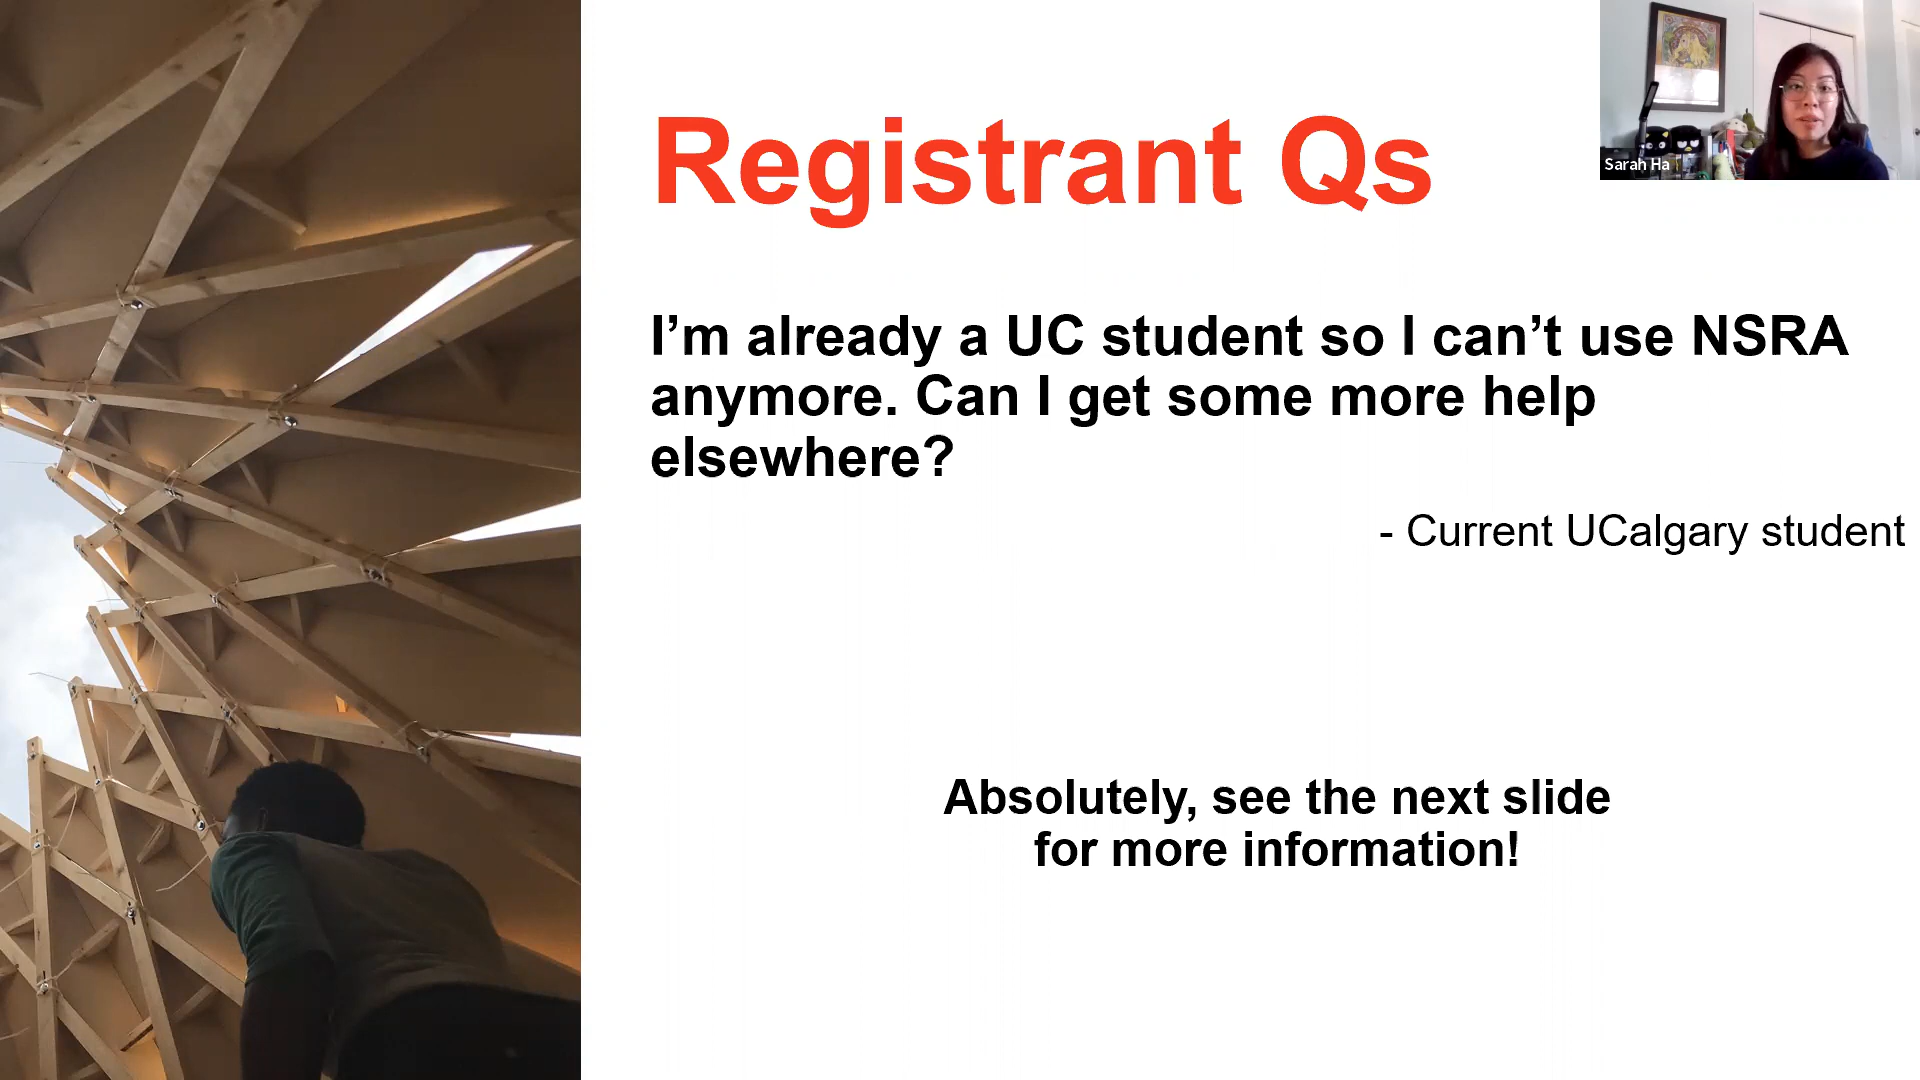 Registrant Qs
Sarah Ha
I’m already a UC student so I can’t use NSRA
anymore. Can I get some more help
elsewhere?
- Current UCalgary student
Absolutely, see the next slide
for more information!